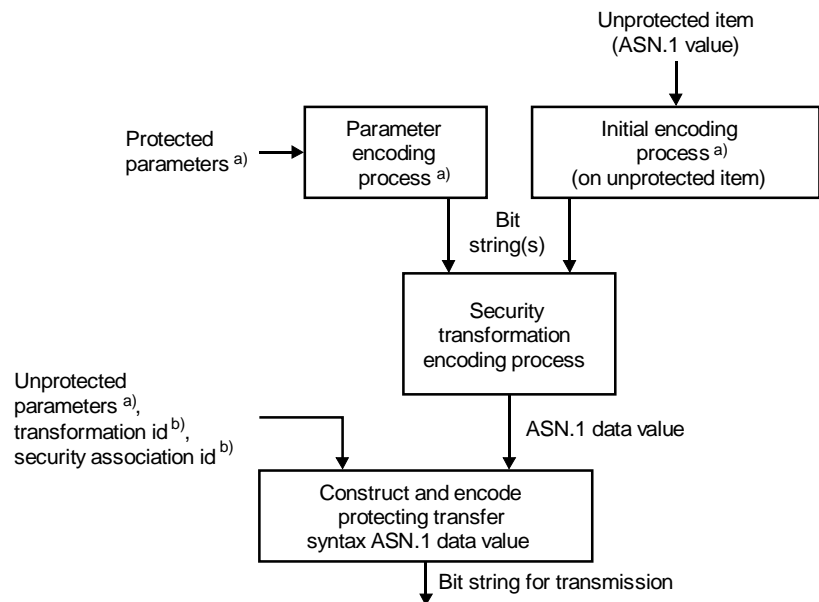 Unprotected item
(ASN.1 value)
Protected
parameters a)
Parameter
encoding
process a)
Initial encoding
process a)
(on unprotected item)
Bit
string(s)
Security
transformation
encoding process
Unprotected
parameters a),
transformation id b),
security association id b)
ASN.1 data value
Construct and encode
protecting transfer
syntax ASN.1 data value
Bit string for transmission